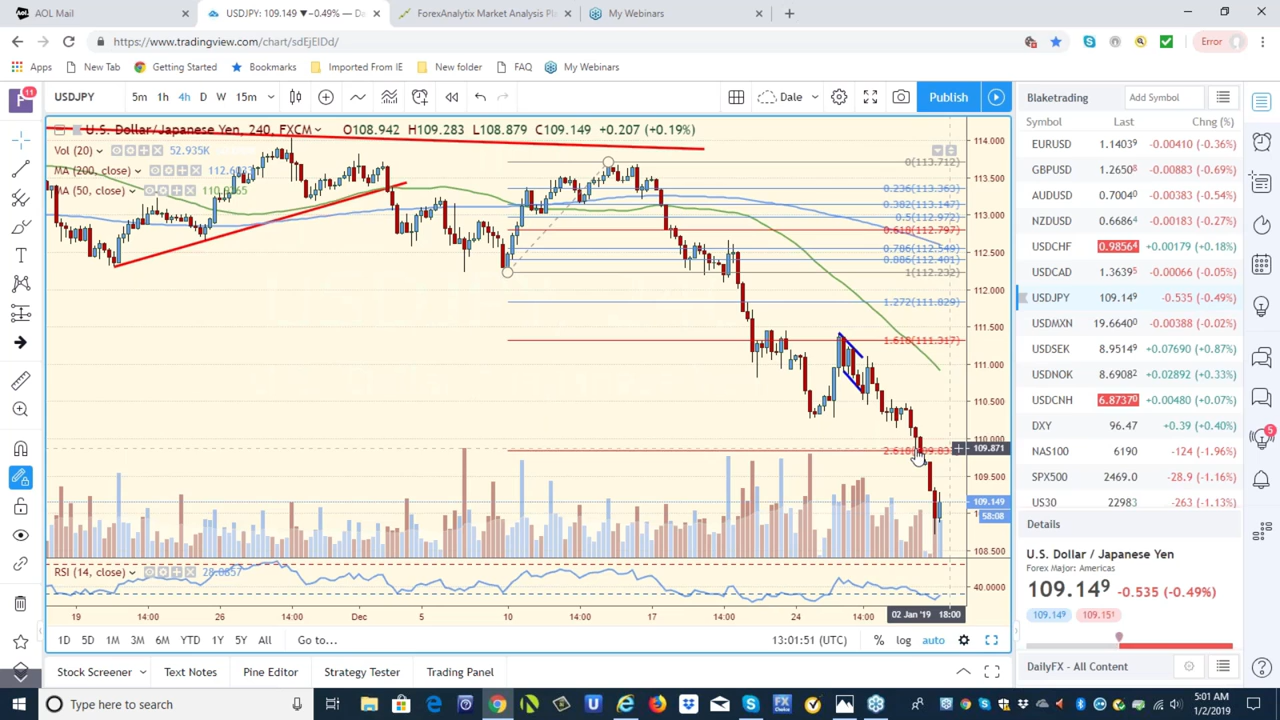 AOL Mail
USDJPY: 109.149 ▼−0.49% —
ForexAnalytix Market Analysis Pl
My Webinars
https://www.tradingview.com/chart/sdEjEIDd/
Error
Apps
New Tab
Getting Started
Bookmarks
Imported From IE
New folder
FAQ
My Webinars
11
USDJPY
5m 1h 4h D W 15m
Dale
Publish
U.S. Dollar/Japanese Yen, 240, FXCM
O108.942 H109.283 L108.879 C109.149 +0.207 (+0.19%)
Vol (20)
52.935K
MA (200, close)
MA (50, close)
0(113.712)
0.236(113.363)
0.382(113.147)
0.5(112.972)
0.618(112.797)
0.786(112.549)
0.886(112.401)
1(112.232)
1.272(111.829)
1.618(111.317)
114.000
113.500
113.000
112.500
112.000
111.500
111.000
110.500
110.000
109.871
109.500
109.149
58:08
108.500
RSI (14, close)
28.0857
40.0000
19 14:00 26 14:00 Dec 5 10 14:00 17 14:00 24 14:00 02 Jan '19 18:00
1D 5D 1M 3M 6M YTD 1Y 5Y All Go to...
13:01:51 (UTC) % log auto
Stock Screener Text Notes Pine Editor Strategy Tester Trading Panel
Blaketrading
Add Symbol
Symbol Last Chng (%)
EURUSD 1.14039 -0.00410 (-0.36%)
GBPUSD 1.26508 -0.00883 (-0.69%)
AUDUSD 0.70040 -0.00383 (-0.54%)
NZDUSD 0.66864 -0.00183 (-0.27%)
USDCHF 0.98564 +0.00179 (+0.18%)
USDCAD 1.36395 -0.00023 (-0.02%)
USDJPY 109.149 -0.535 (-0.49%)
USDMXN 19.6640 -0.00388 (-0.02%)
USDSEK 8.9514 +0.07690 (+0.87%)
USDNOK 8.6908 +0.02892 (+0.33%)
USDCNH 6.8737 +0.00480 (+0.07%)
DXY 96.47 +0.39 (+0.40%)
NAS100 6190 -124 (-1.96%)
SPX500 2469.0 -28.9 (-1.13%)
US30 22983 -263 (-1.13%)
5
Details
U.S. Dollar / Japanese Yen
Forex Major: Americas
109.149 -0.535 (-0.49%)
109.149 109.151
DailyFX - All Content
Type here to search
5:01 AM
1/2/2019